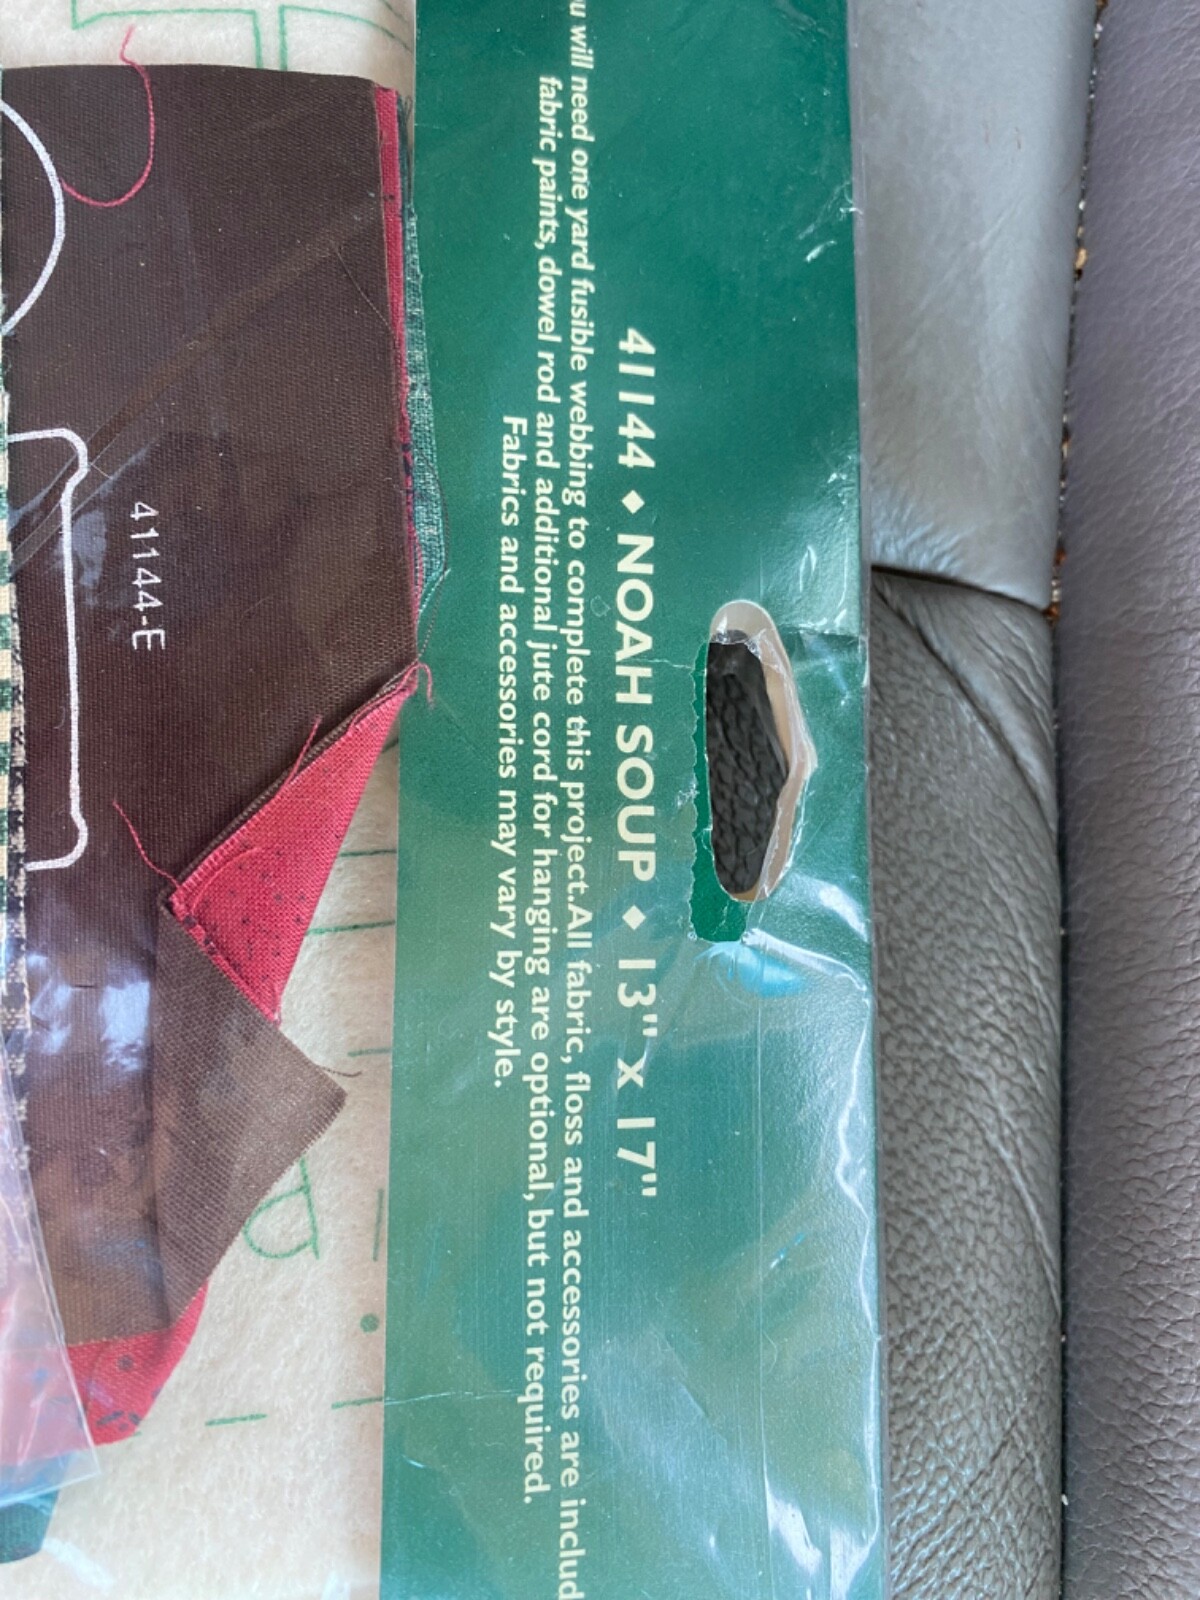 41144 ♦ NOAH SOUP ♦ 13" x 17"
will need one yard fusible webbing to complete this project. All fabric, floss and accessories are
fabric paints, dowel rod and additional jute cord for hanging are optional, but not required.
Fabrics and accessories may vary by style.
41144-E